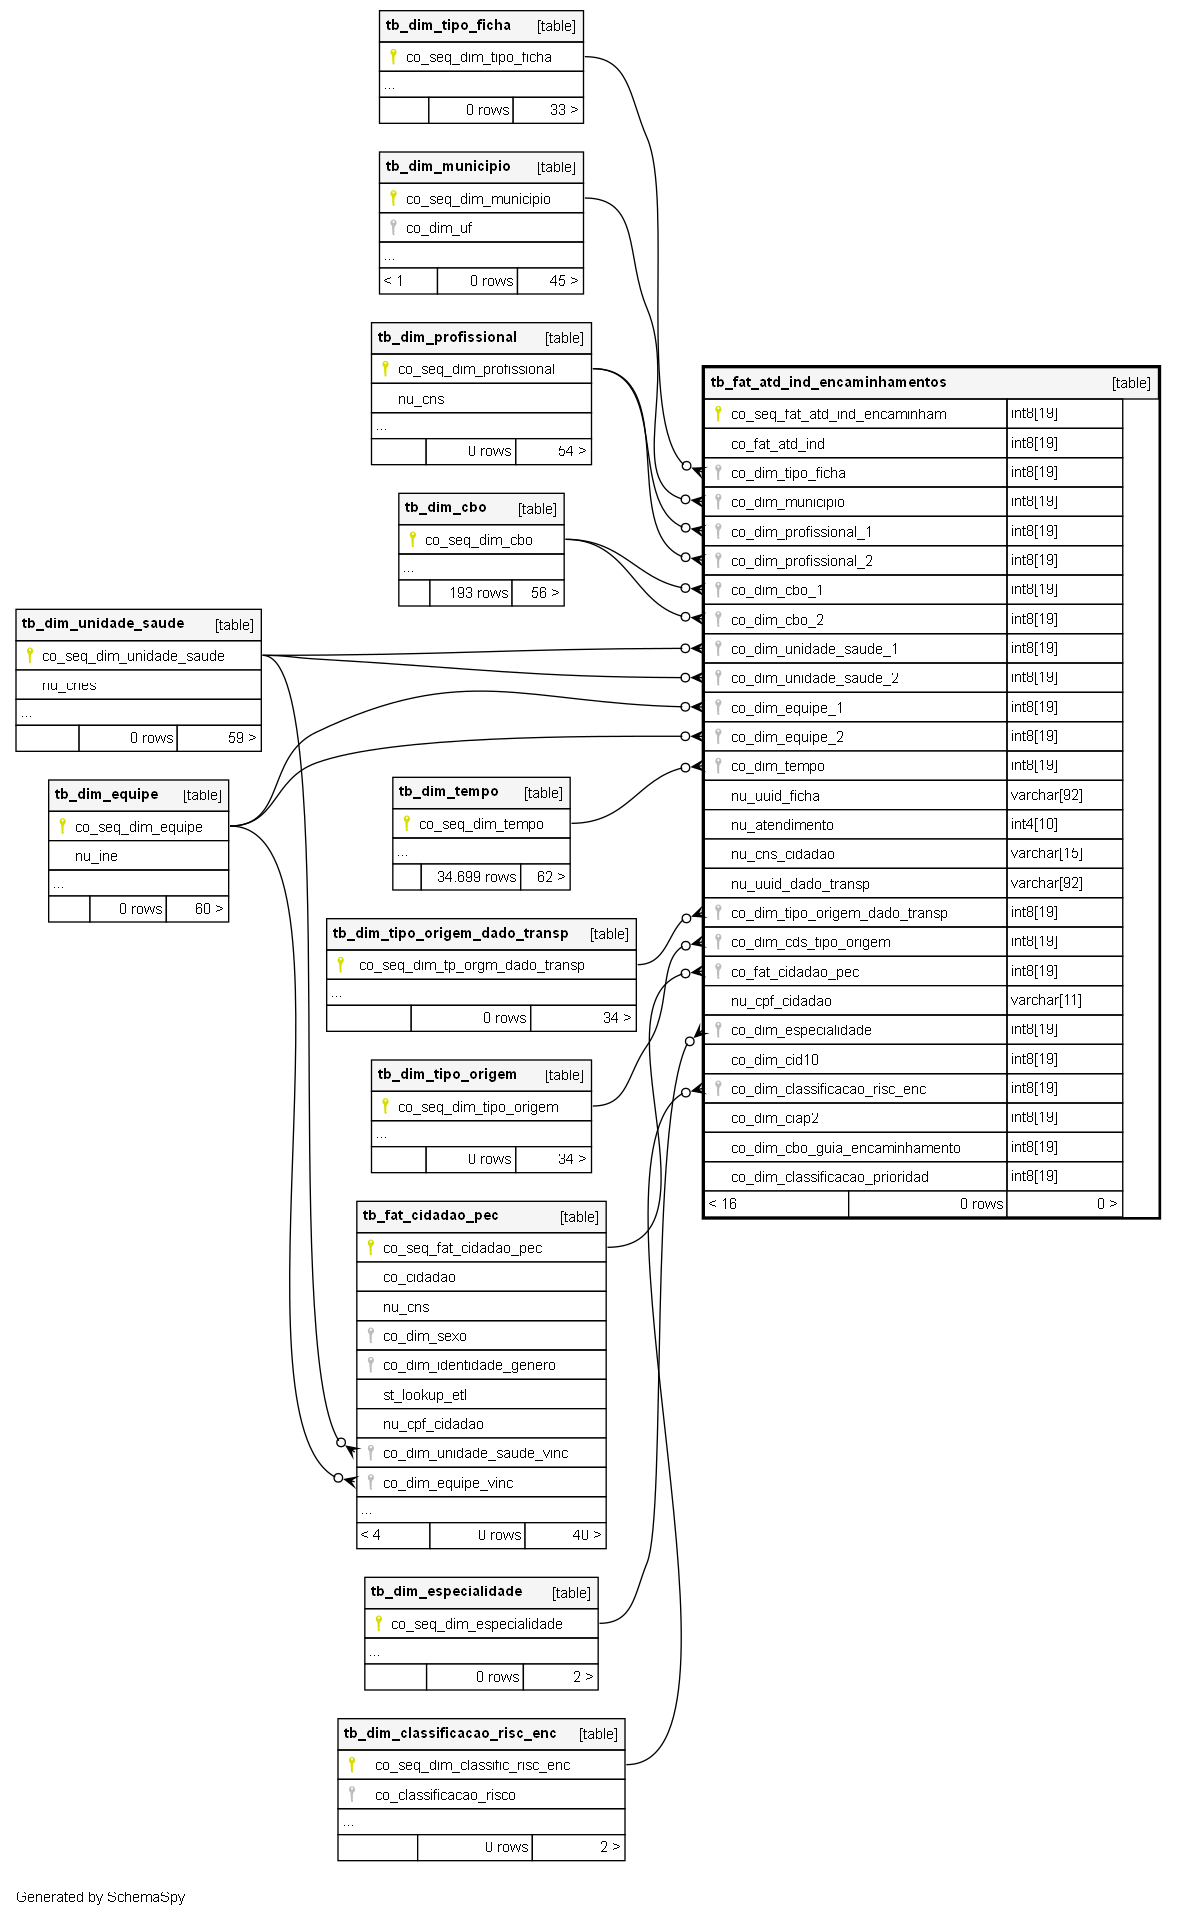 tb_dim_tipo_ficha [table]
co_seq_dim_tipo_ficha
...
0 rows 33 >
tb_dim_municipio [table]
co_seq_dim_municipio
co_dim_uf
...
< 1 0 rows 45 >
tb_dim_profissional [table]
co_seq_dim_profissional
nu_cns
...
0 rows 54 >
tb_dim_cbo [table]
co_seq_dim_cbo
...
193 rows 56 >
tb_dim_unidade_saude [table]
co_seq_dim_unidade_saude
nu_cnes
...
0 rows 59 >
tb_dim_equipe [table]
co_seq_dim_equipe
nu_ine
...
0 rows 60 >
tb_dim_tempo [table]
co_seq_dim_tempo
...
34.699 rows 62 >
tb_dim_tipo_origem_dado_transp [table]
co_seq_dim_tp_orgm_dado_transp
...
0 rows 34 >
tb_dim_tipo_origem [table]
co_seq_dim_tipo_origem
...
0 rows 34 >
tb_fat_cidadao_pec [table]
co_seq_fat_cidadao_pec
co_cidadao
nu_cns
co_dim_sexo
co_dim_identidade_genero
st_lookup_etl
nu_cpf_cidadao
co_dim_unidade_saude_vinc
co_dim_equipe_vinc
...
< 4 0 rows 40 >
tb_dim_especialidade [table]
co_seq_dim_especialidade
...
0 rows 2 >
tb_dim_classificacao_risc_enc [table]
co_seq_dim_classific_risc_enc
co_classificacao_risco
...
0 rows 2 >
tb_fat_atd_ind_encaminhamentos [table]
co_seq_fat_atd_ind_encaminham int8[19]
co_fat_atd_ind int8[19]
co_dim_tipo_ficha int8[19]
co_dim_municipio int8[19]
co_dim_profissional_1 int8[19]
co_dim_profissional_2 int8[19]
co_dim_cbo_1 int8[19]
co_dim_cbo_2 int8[19]
co_dim_unidade_saude_1 int8[19]
co_dim_unidade_saude_2 int8[19]
co_dim_equipe_1 int8[19]
co_dim_equipe_2 int8[19]
co_dim_tempo int8[19]
nu_uuid_ficha varchar[92]
nu_atendimento int4[10]
nu_cns_cidadao varchar[15]
nu_uuid_dado_transp varchar[92]
co_dim_tipo_origem_dado_transp int8[19]
co_dim_cds_tipo_origem int8[19]
co_fat_cidadao_pec int8[19]
nu_cpf_cidadao varchar[11]
co_dim_especialidade int8[19]
co_dim_cid10 int8[19]
co_dim_classificacao_risc_enc int8[19]
co_dim_ciap2 int8[19]
co_dim_cbo_guia_encaminhamento int8[19]
co_dim_classificacao_prioridad int8[19]
< 16 0 rows 0 >
Generated by SchemaSpy